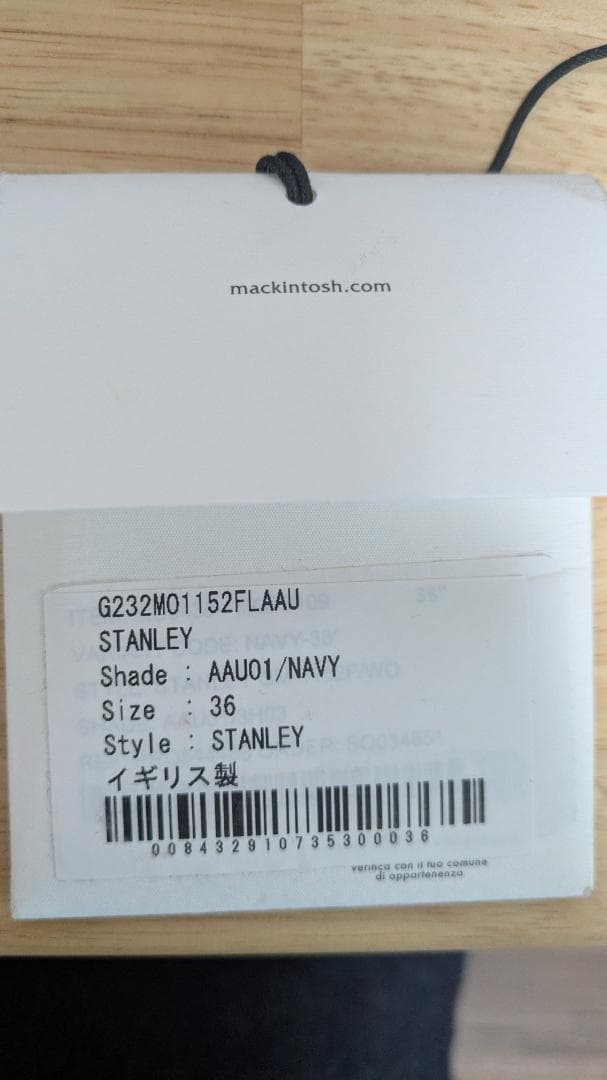 mackintosh.com
G232MO1152FLAAU
STANLEY
Shade : AAU01/NAVY
Size : 36
Style : STANLEY
イギリス製
008432910735300036
verifica con il tuo comune
di appartenenza